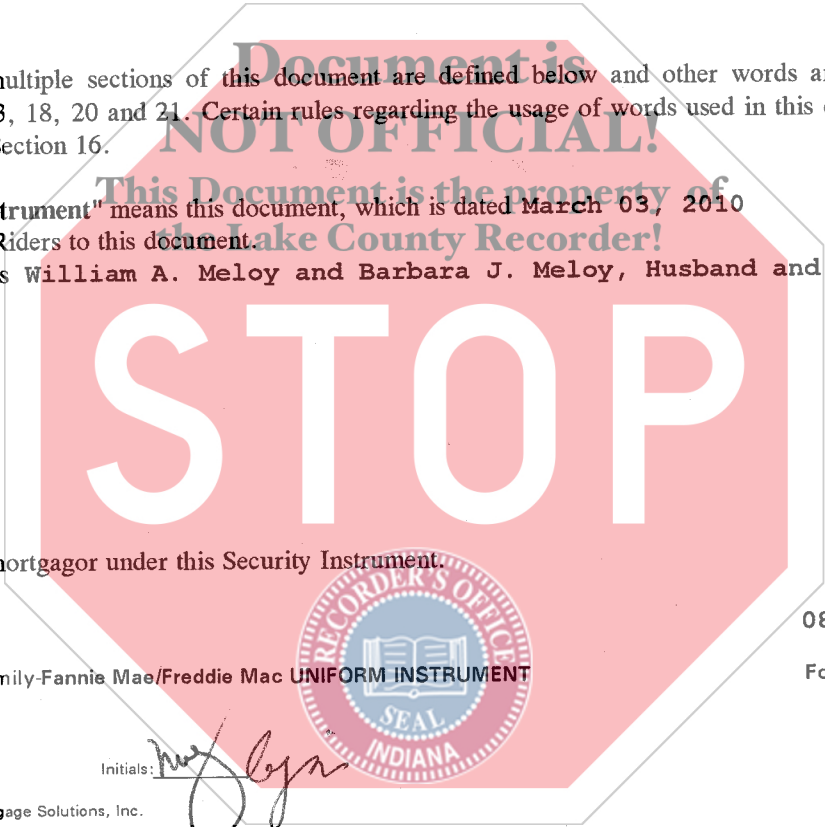 Document is
multiple sections of this document are defined below and other words a
3, 18, 20 and 21. Certain rules regarding the usage of words used in this
NOT OFFICIAL!
Section 16.
This Document is the property of
trument" means this document, which is dated March 03, 2010
the Lake County Recorder!
Riders to this document.
s William A. Meloy and Barbara J. Meloy, Husband and
STOP
mortgagor under this Security Instrument.
RECORDER'S OFFICE
08
mily-Fannie Mae/Freddie Mac UNIFORM INSTRUMENT
Fo
SEAL
INDIANA
Initials:
gage Solutions, Inc.